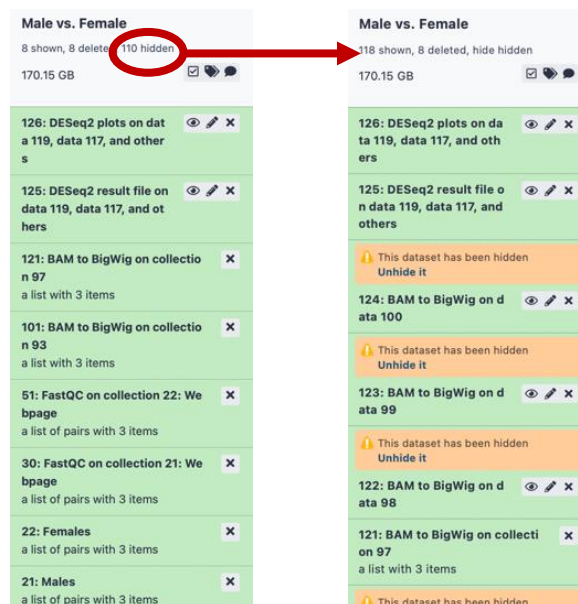 Male vs. Female
8 shown, 8 deleted, 110 hidden
170.15 GB
126: DESeq2 plots on dat
a 119, data 117, and other
s
125: DESeq2 result file on
data 119, data 117, and ot
hers
121: BAM to BigWig on collectio
n 97
a list with 3 items
101: BAM to BigWig on collectio
n 93
a list with 3 items
51: FastQC on collection 22: We
bpage
a list of pairs with 3 items
30: FastQC on collection 21: We
bpage
a list of pairs with 3 items
22: Females
a list of pairs with 3 items
21: Males
a list of pairs with 3 items
Male vs. Female
118 shown, 8 deleted, hide hidden
170.15 GB
126: DESeq2 plots on da
ta 119, data 117, and oth
ers
125: DESeq2 result file o
n data 119, data 117, and
others
This dataset has been hidden
Unhide it
124: BAM to BigWig on d
ata 100
This dataset has been hidden
Unhide it
123: BAM to BigWig on d
ata 99
This dataset has been hidden
Unhide it
122: BAM to BigWig on d
ata 98
121: BAM to BigWig on collecti
on 97
a list with 3 items
This dataset has been hidden